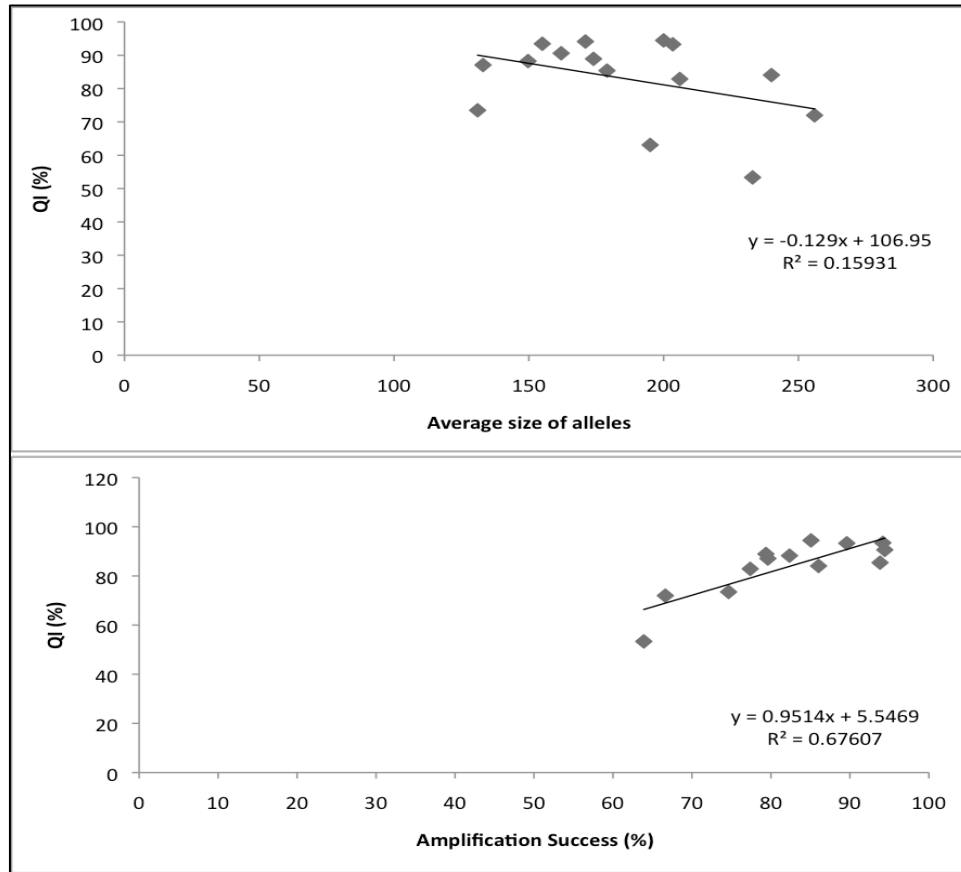 100
90
80
70
60
50
40
30
20
10
0
QI (%)
y = -0.129x + 106.95
R² = 0.15931
0 50 100 150 200 250 300
Average size of alleles
120
100
80
60
40
20
0
QI (%)
y = 0.9514x + 5.5469
R² = 0.67607
0 10 20 30 40 50 60 70 80 90 100
Amplification Success (%)